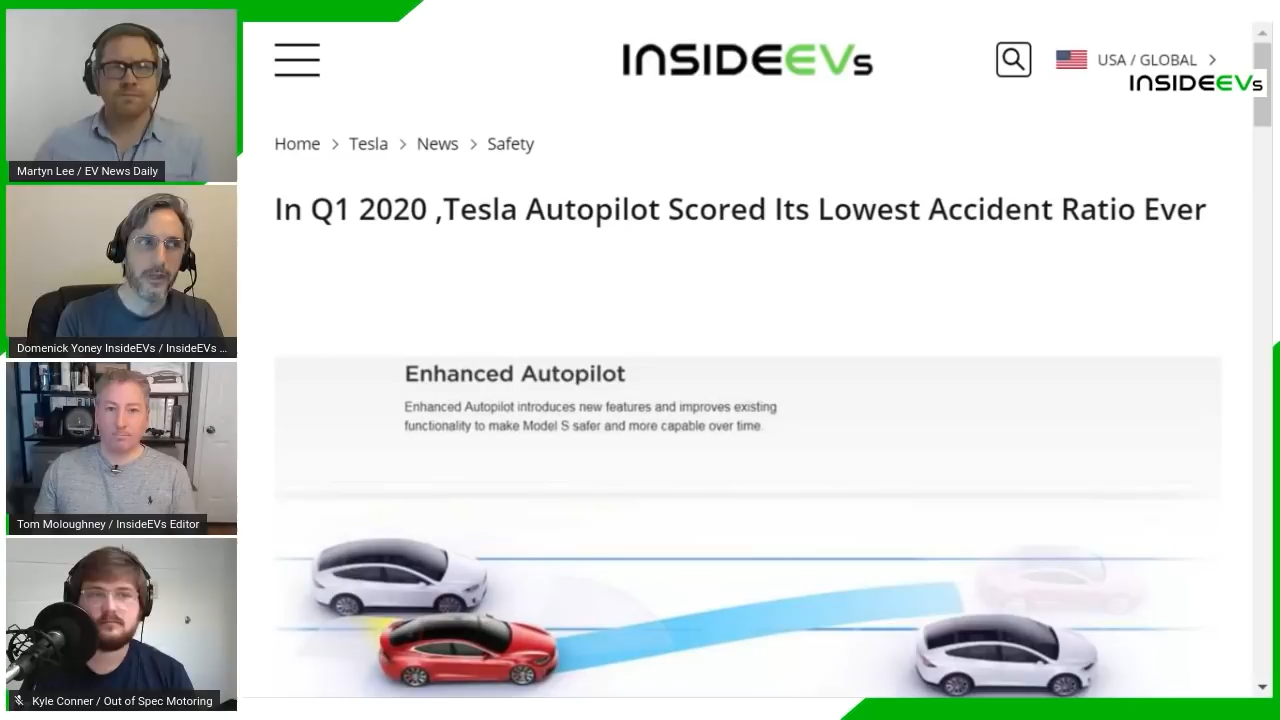 Martyn Lee / EV News Daily
Domenick Yoney InsideEVs / InsideEVs ...
Tom Moloughney / InsideEVs Editor
Kyle Conner / Out of Spec Motoring
INSIDEEVs
USA / GLOBAL
INSIDEEVs
Home > Tesla > News > Safety
In Q1 2020 ,Tesla Autopilot Scored Its Lowest Accident Ratio Ever
Enhanced Autopilot
Enhanced Autopilot introduces new features and improves existing
functionality to make Model S safer and more capable over time.